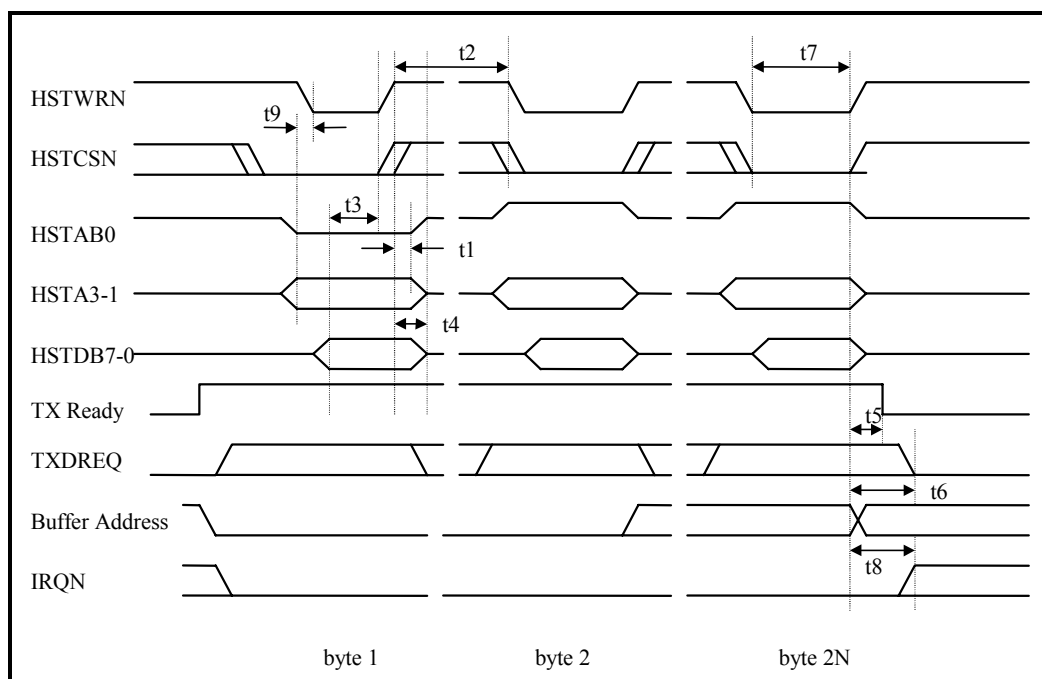 t2
t7
HSTWRN
t9
HSTCSN
t3
HSTAB0
t1
HSTA3-1
t4
HSTDB7-0
TX Ready
t5
TXDREQ
t6
Buffer Address
t8
IRQN
byte 1
byte 2
byte 2N